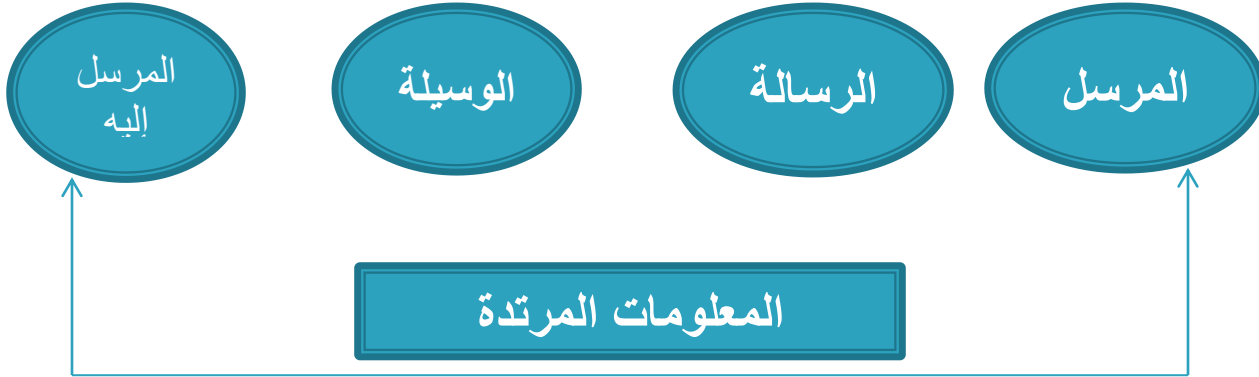 المرسل
الرسالة
الوسيلة
المرسل
إليه
المعلومات المرتدة